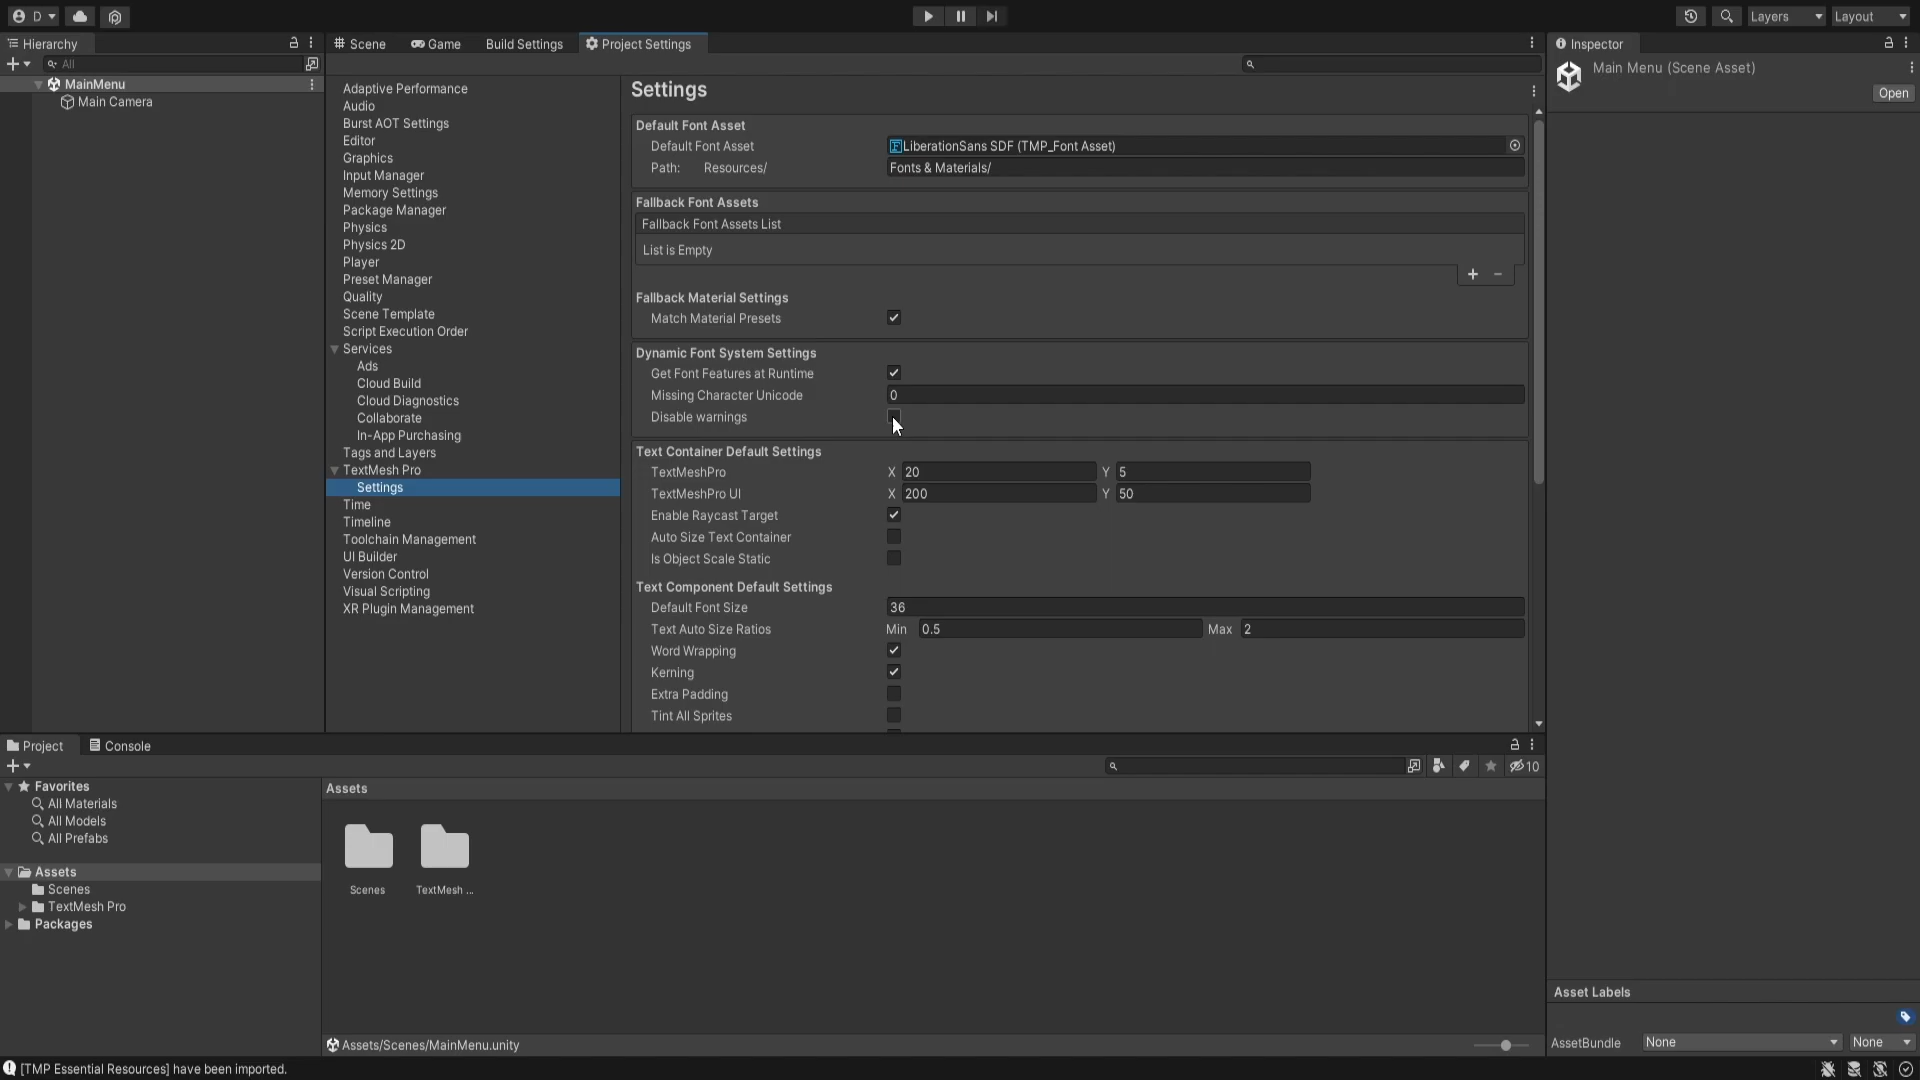 D
Layers
Layout
Hierarchy
All
MainMenu
Main Camera
Scene
Game
Build Settings
Project Settings
Adaptive Performance
Audio
Burst AOT Settings
Editor
Graphics
Input Manager
Memory Settings
Package Manager
Physics
Physics 2D
Player
Preset Manager
Quality
Scene Template
Script Execution Order
Services
Ads
Cloud Build
Cloud Diagnostics
Collaborate
In-App Purchasing
Tags and Layers
TextMesh Pro
Settings
Time
Timeline
Toolchain Management
UI Builder
Version Control
Visual Scripting
XR Plugin Management
Settings
Default Font Asset
Default Font Asset
LiberationSans SDF (TMP_Font Asset)
Path: Resources/
Fonts & Materials/
Fallback Font Assets
Fallback Font Assets List
List is Empty
Fallback Material Settings
Match Material Presets
Dynamic Font System Settings
Get Font Features at Runtime
Missing Character Unicode
0
Disable warnings
Text Container Default Settings
TextMeshPro X 20 Y 5
TextMeshPro UI X 200 Y 50
Enable Raycast Target
Auto Size Text Container
Is Object Scale Static
Text Component Default Settings
Default Font Size 36
Text Auto Size Ratios Min 0.5 Max 2
Word Wrapping
Kerning
Extra Padding
Tint All Sprites
Inspector
Main Menu (Scene Asset)
Open
Asset Labels
AssetBundle None None
Project
Console
10
Favorites
All Materials
All Models
All Prefabs
Assets
Scenes
TextMesh Pro
Packages
Assets
Scenes
TextMesh ...
Assets/Scenes/MainMenu.unity
[TMP Essential Resources] have been imported.